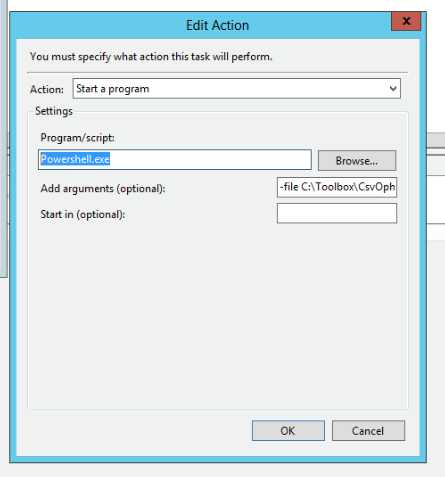 Edit Action
x
You must specify what action this task will perform.
Action: Start a program
Settings
Program/script:
Powershell.exe
Browse...
Add arguments (optional): -file C:\Toolbox\CsvOph
Start in (optional):
OK Cancel